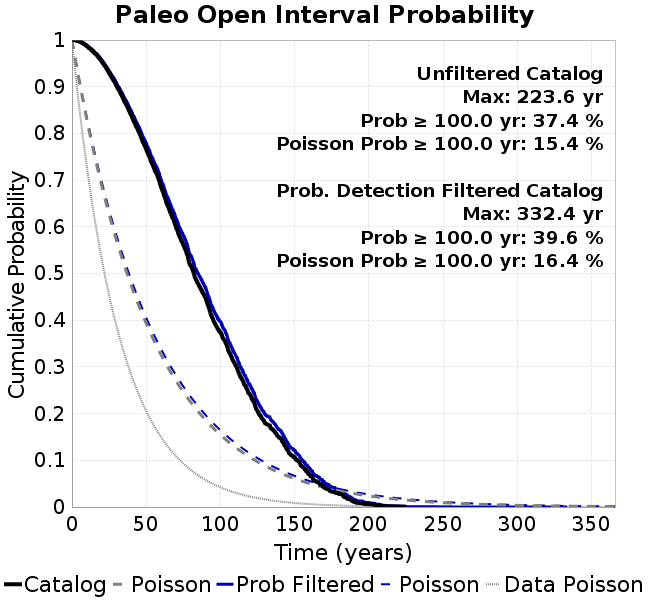 Paleo Open Interval Probability
Unfiltered Catalog
Max: 223.6 yr
Prob ≥ 100.0 yr: 37.4 %
Poisson Prob ≥ 100.0 yr: 15.4 %
Prob. Detection Filtered Catalog
Max: 332.4 yr
Prob ≥ 100.0 yr: 39.6 %
Poisson Prob ≥ 100.0 yr: 16.4 %
Cumulative Probability
1
0.9
0.8
0.7
0.6
0.5
0.4
0.3
0.2
0.1
0
0 50 100 150 200 250 300 350
Time (years)
Catalog Poisson Prob Filtered Poisson Data Poisson